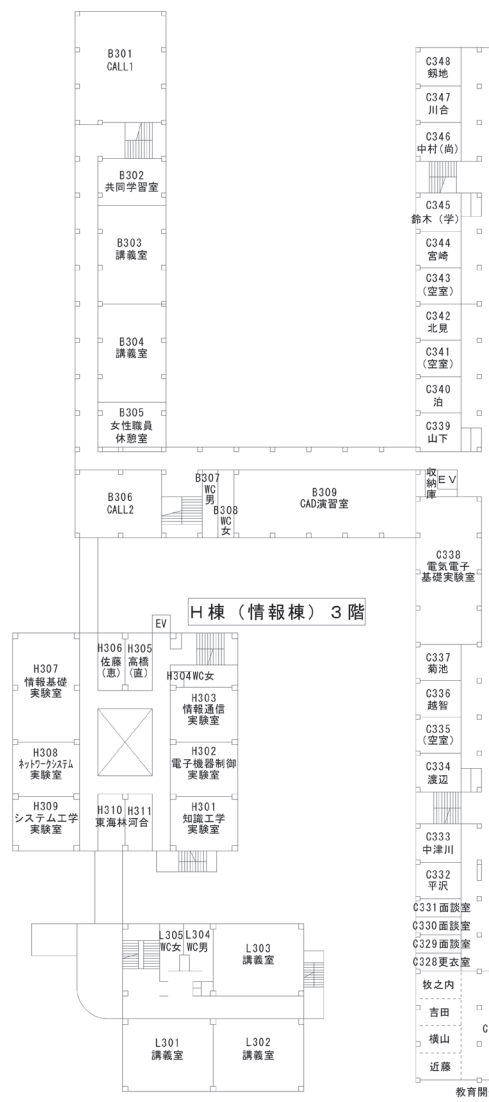 B301
CALL1
B302
共同学習室
B303
講義室
B304
講義室
B305
女性職員
休憩室
B306
CALL2
B307
WC
男
B308
WC
女
B309
CAD演習室
収納庫
EV
C348
剱地
C347
川合
C346
中村(尚)
C345
鈴木(学)
C344
宮崎
C343
(空室)
C342
北見
C341
(空室)
C340
泊
C339
山下
C338
電気電子
基礎実験室
H棟(情報棟)3階
EV
H306
佐藤
(恵)
H305
高橋
(直)
H304WC女
H307
情報基礎
実験室
H303
情報通信
実験室
H308
ネットワークシステム
実験室
H302
電子機器制御
実験室
H309
システム工学
実験室
H310
東海林
H311
河合
H301
知識工学
実験室
C337
菊池
C336
越智
C335
(空室)
C334
渡辺
C333
中津川
C332
平沢
C331面談室
C330面談室
C329面談室
C328更衣室
牧之内
吉田
横山
近藤
C
教育開
L305
WC女
L304
WC男
L303
講義室
L301
講義室
L302
講義室